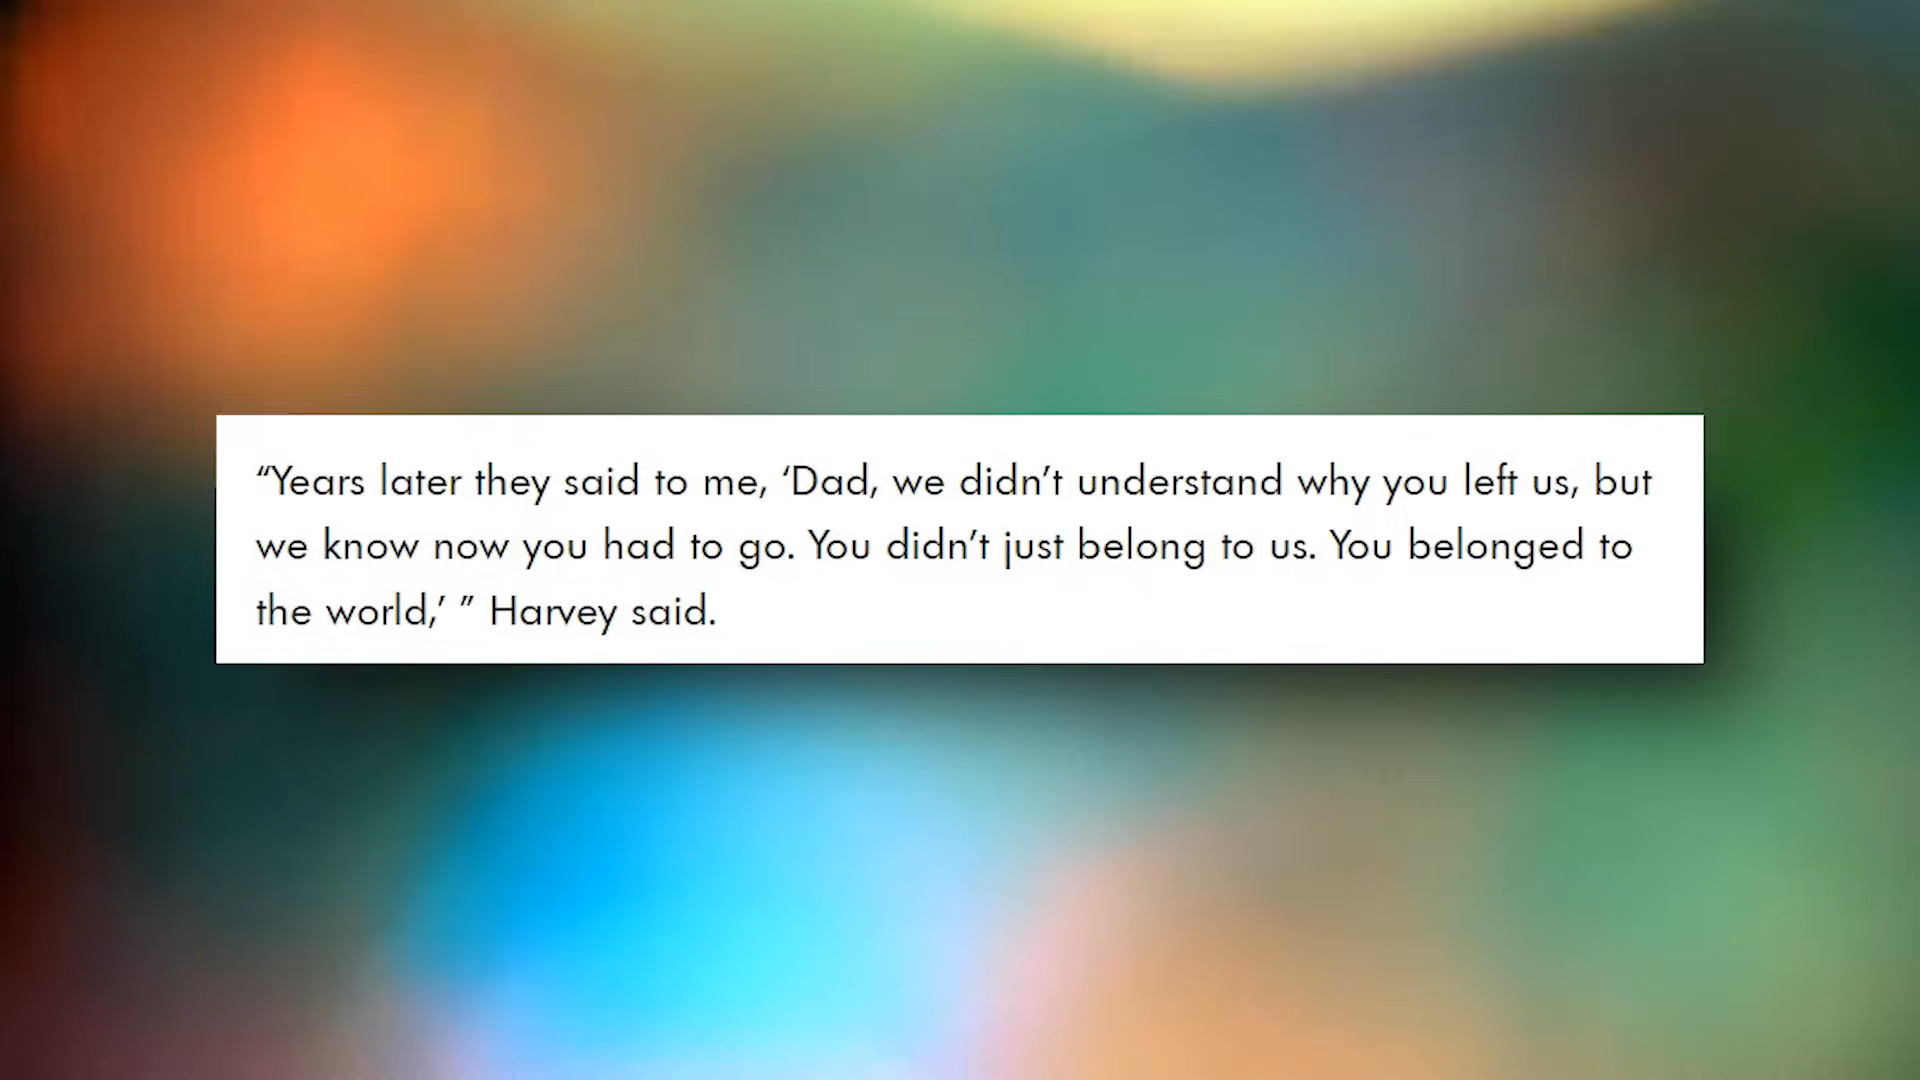 “Years later they said to me, ‘Dad, we didn’t understand why you left us, but
we know now you had to go. You didn’t just belong to us. You belonged to
the world,’ ” Harvey said.